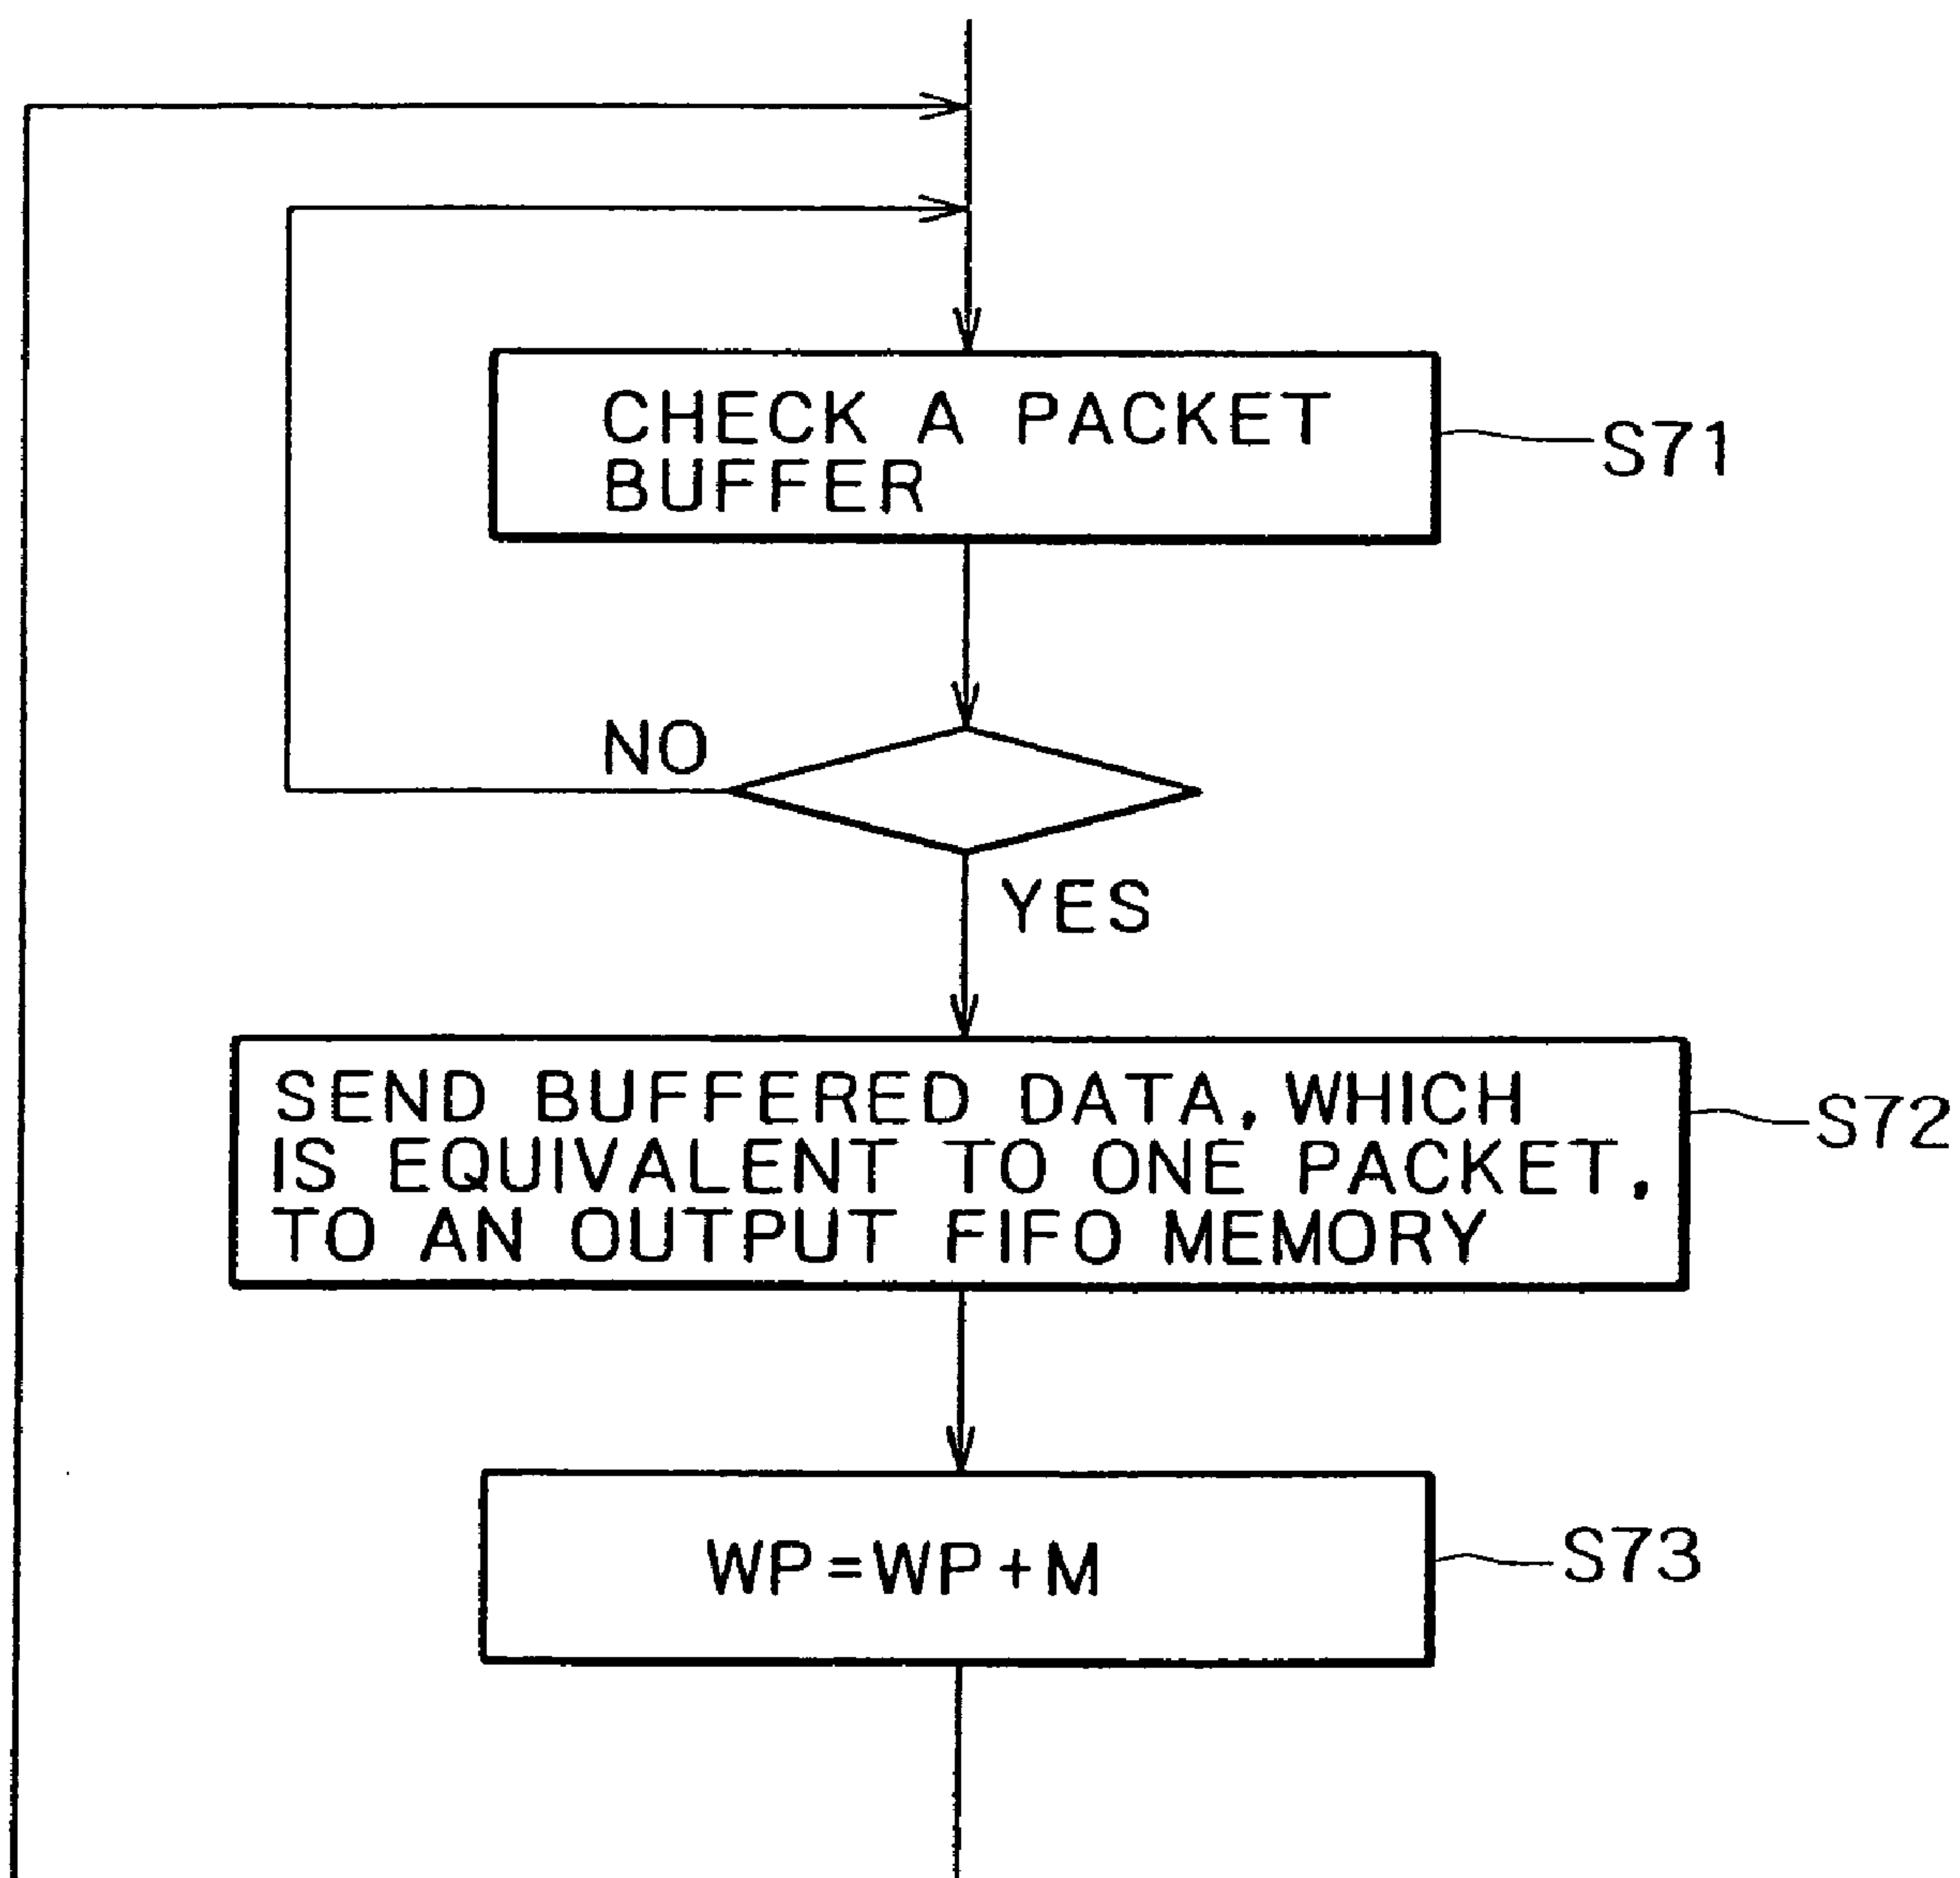 CHECK A PACKET
BUFFER
S71
NO
YES
SEND BUFFERED DATA, WHICH
IS EQUIVALENT TO ONE PACKET,
TO AN OUTPUT FIFO MEMORY
S72
WP=WP+M
S73